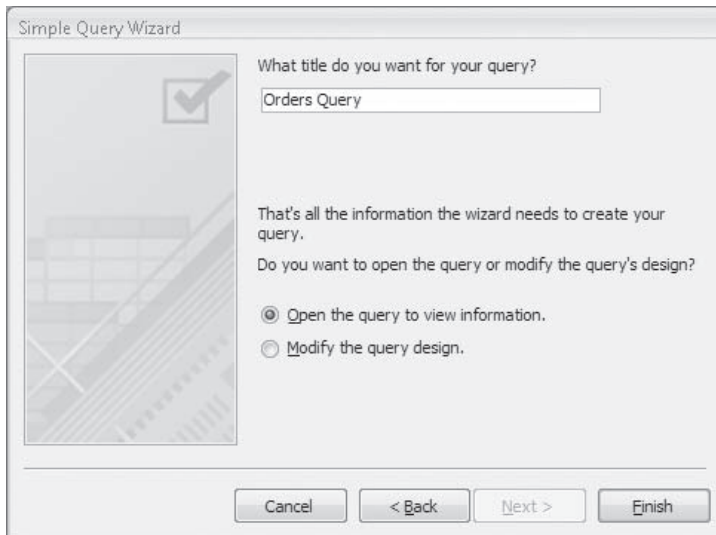 Simple Query Wizard
What title do you want for your query?
Orders Query
That's all the information the wizard needs to create your
query.
Do you want to open the query or modify the query's design?
Open the query to view information.
Modify the query design.
Cancel
< Back
Next >
Finish